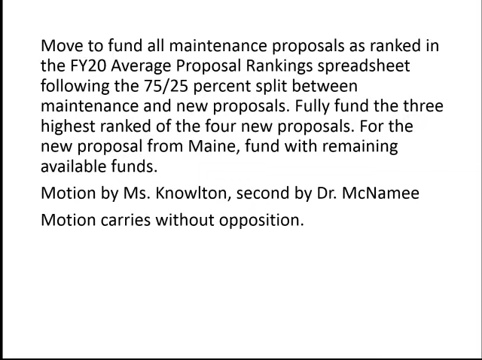 Move to fund all maintenance proposals as ranked in
the FY20 Average Proposal Rankings spreadsheet
following the 75/25 percent split between
maintenance and new proposals. Fully fund the three
highest ranked of the four new proposals. For the
new proposal from Maine, fund with remaining
available funds.
Motion by Ms. Knowlton, second by Dr. McNamee
Motion carries without opposition.